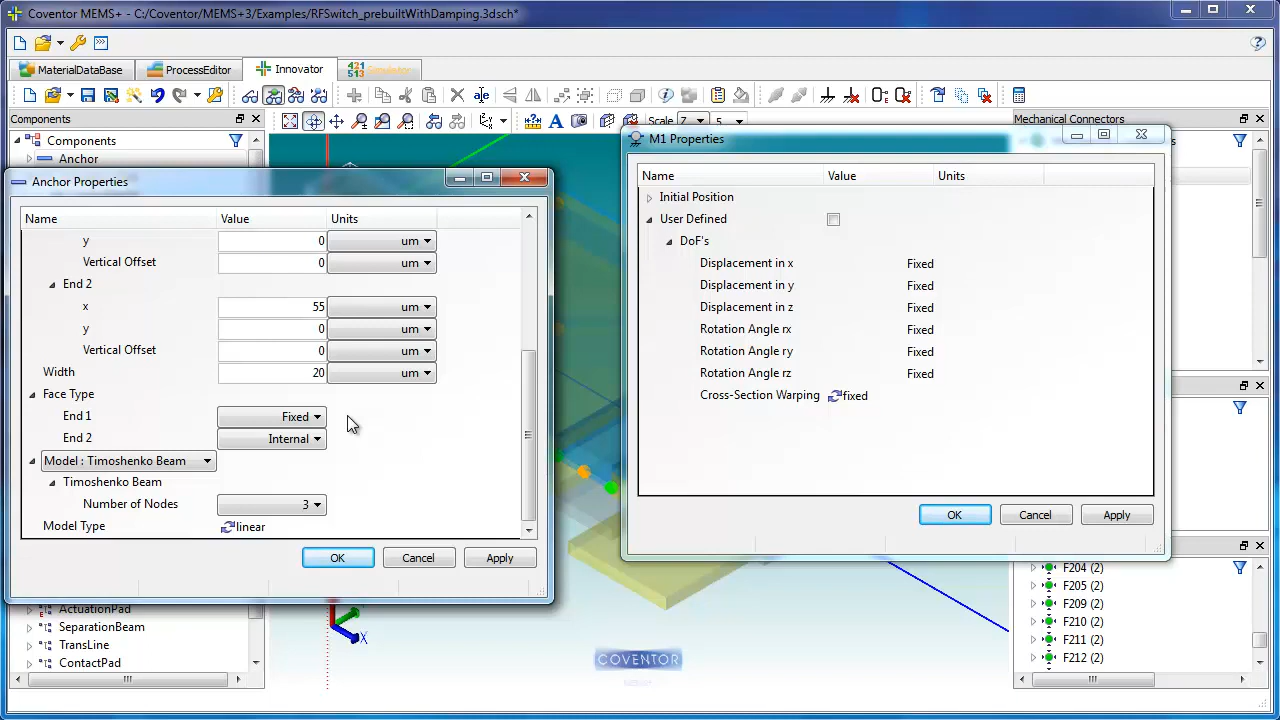 Coventor MEMS+ - C:/Coventor/MEMS+3/Examples/RFSwitch_prebuiltWithDamping.3dsch*
MaterialDataBase
ProcessEditor
Innovator
Simulator
Scale
Z
5
Components
Mechanical Connectors
Components
Anchor
Anchor Properties
Name Value Units
y 0 um
Vertical Offset 0 um
End 2
x 55 um
y 0 um
Vertical Offset 0 um
Width 20 um
Face Type
End 1 Fixed
End 2 Internal
Model : Timoshenko Beam
Timoshenko Beam
Number of Nodes 3
Model Type linear
OK Cancel Apply
M1 Properties
Name Value Units
Initial Position
User Defined
DoF's
Displacement in x Fixed
Displacement in y Fixed
Displacement in z Fixed
Rotation Angle rx Fixed
Rotation Angle ry Fixed
Rotation Angle rz Fixed
Cross-Section Warping fixed
OK Cancel Apply
ActuationPad
SeparationBeam
TransLine
ContactPad
X
COVENTOR
F204 (2)
F205 (2)
F209 (2)
F210 (2)
F211 (2)
F212 (2)